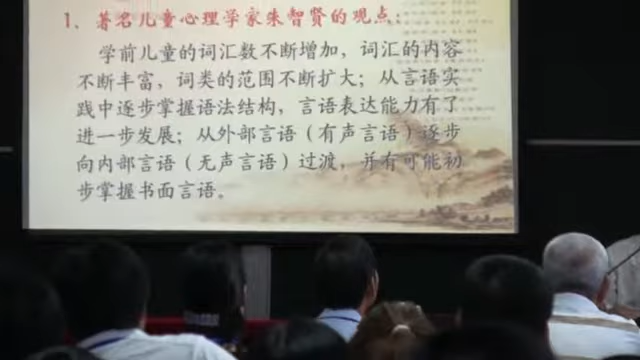 1、著名儿童心理学家朱智贤的观点：
学前儿童的词汇数不断增加，词汇的内容
不断丰富，词类的范围不断扩大；从言语实
践中逐步掌握语法结构，言语表达能力有了
进一步发展；从外部言语（有声言语）逐步
向内部言语（无声言语）过渡，并有可能初
步掌握书面言语。